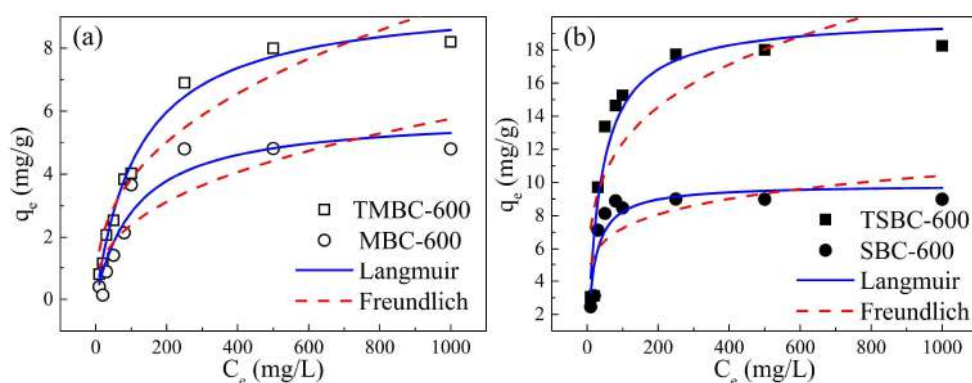 (a)
8
6
4
2
0
q_e (mg/g)
TMBC-600
MBC-600
Langmuir
Freundlich
0 200 400 600 800 1000
C_e (mg/L)
(b)
18
16
14
12
10
8
6
4
2
q_e (mg/g)
TSBC-600
SBC-600
Langmuir
Freundlich
0 200 400 600 800 1000
C_e (mg/L)